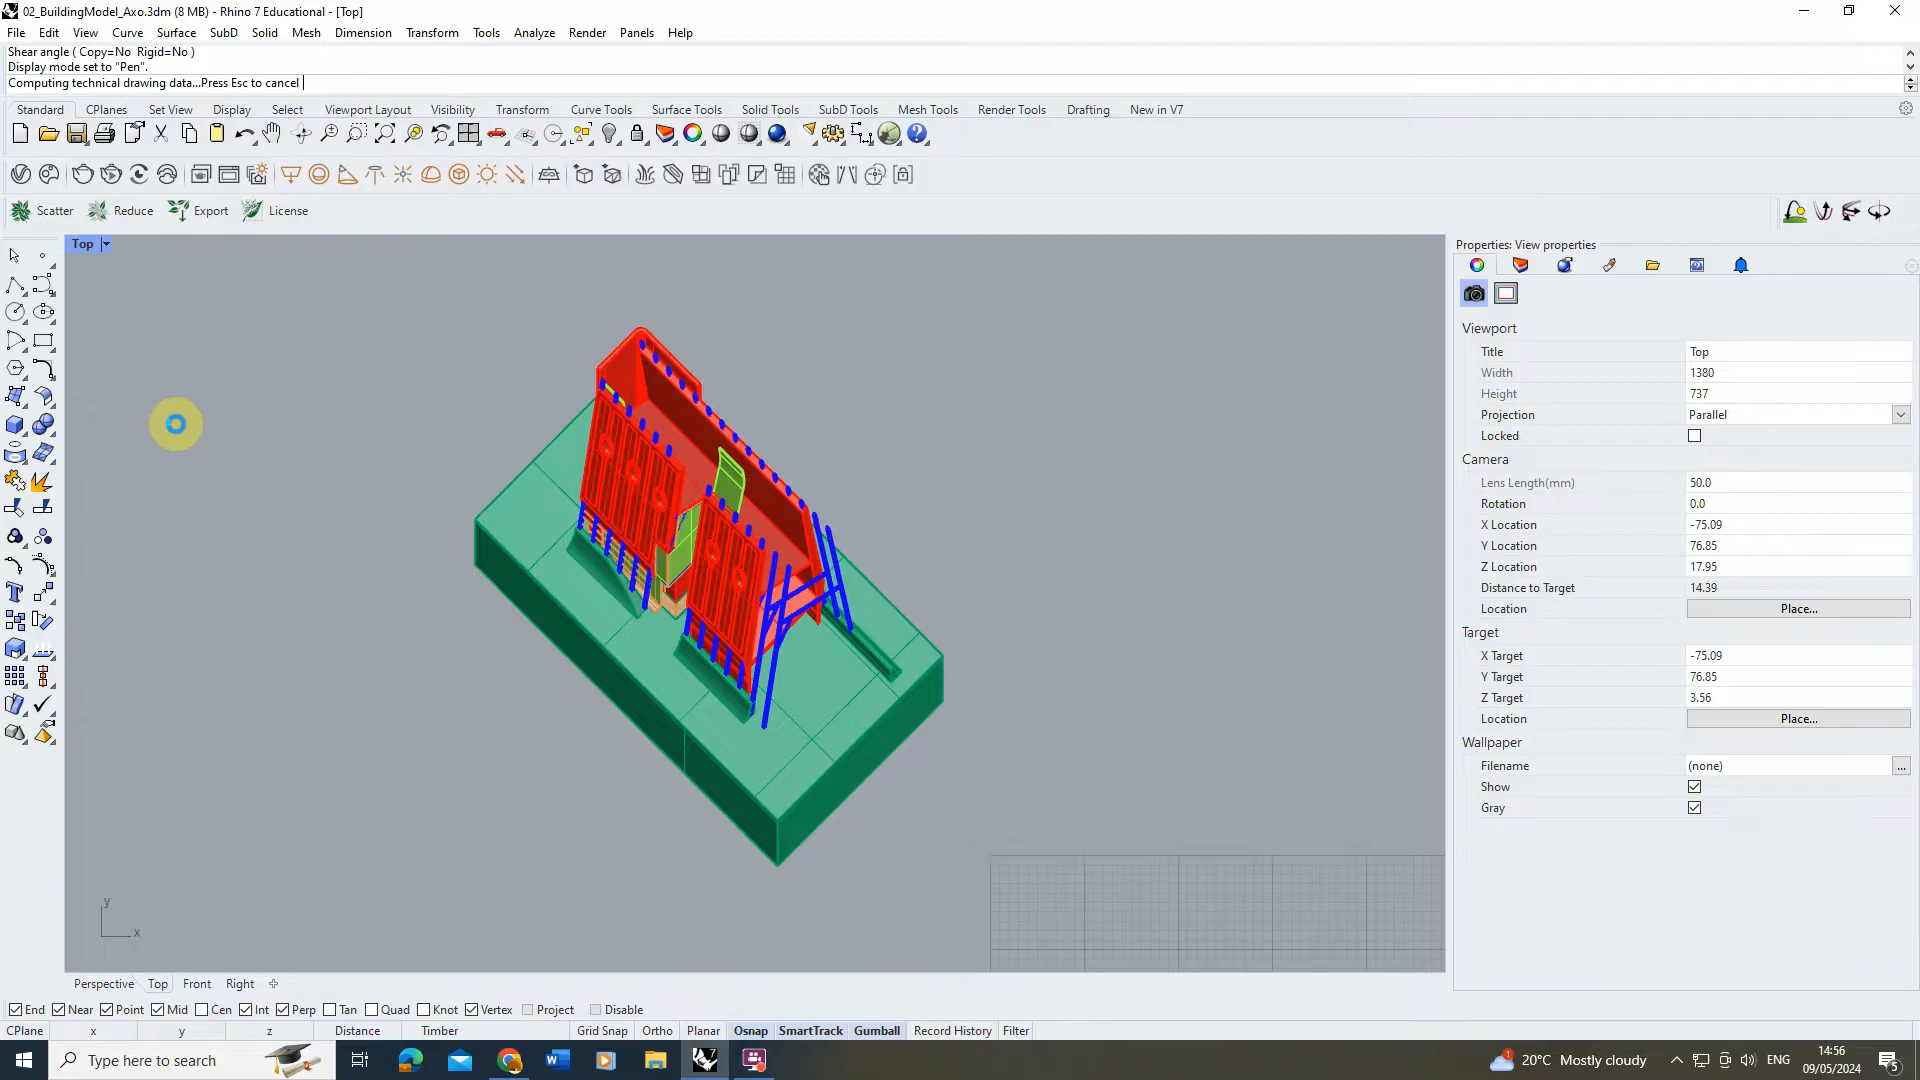 02_BuildingModel_Axo.3dm (8 MB) - Rhino 7 Educational - [Top]
File Edit View Curve Surface SubD Solid Mesh Dimension Transform Tools Analyze Render Panels Help
Shear angle ( Copy=No Rigid=No )
Display mode set to "Pen".
Computing technical drawing data...Press Esc to cancel
Standard CPlanes Set View Display Select Viewport Layout Visibility Transform Curve Tools Surface Tools Solid Tools SubD Tools Mesh Tools Render Tools Drafting New in V7
Scatter Reduce Export License
Top
Properties: View properties
Viewport
Title Top
Width 1380
Height 737
Projection Parallel
Locked
Camera
Lens Length(mm) 50.0
Rotation 0.0
X Location -75.09
Y Location 76.85
Z Location 17.95
Distance to Target 14.39
Location Place...
Target
X Target -75.09
Y Target 76.85
Z Target 3.56
Location Place...
Wallpaper
Filename (none) ...
Show
Gray
y
x
Perspective Top Front Right
End Near Point Mid Cen Int Perp Tan Quad Knot Vertex Project Disable
CPlane x y z Distance Timber Grid Snap Ortho Planar Osnap SmartTrack Gumball Record History Filter
Type here to search
20°C Mostly cloudy ENG 14:56
09/05/2024
5